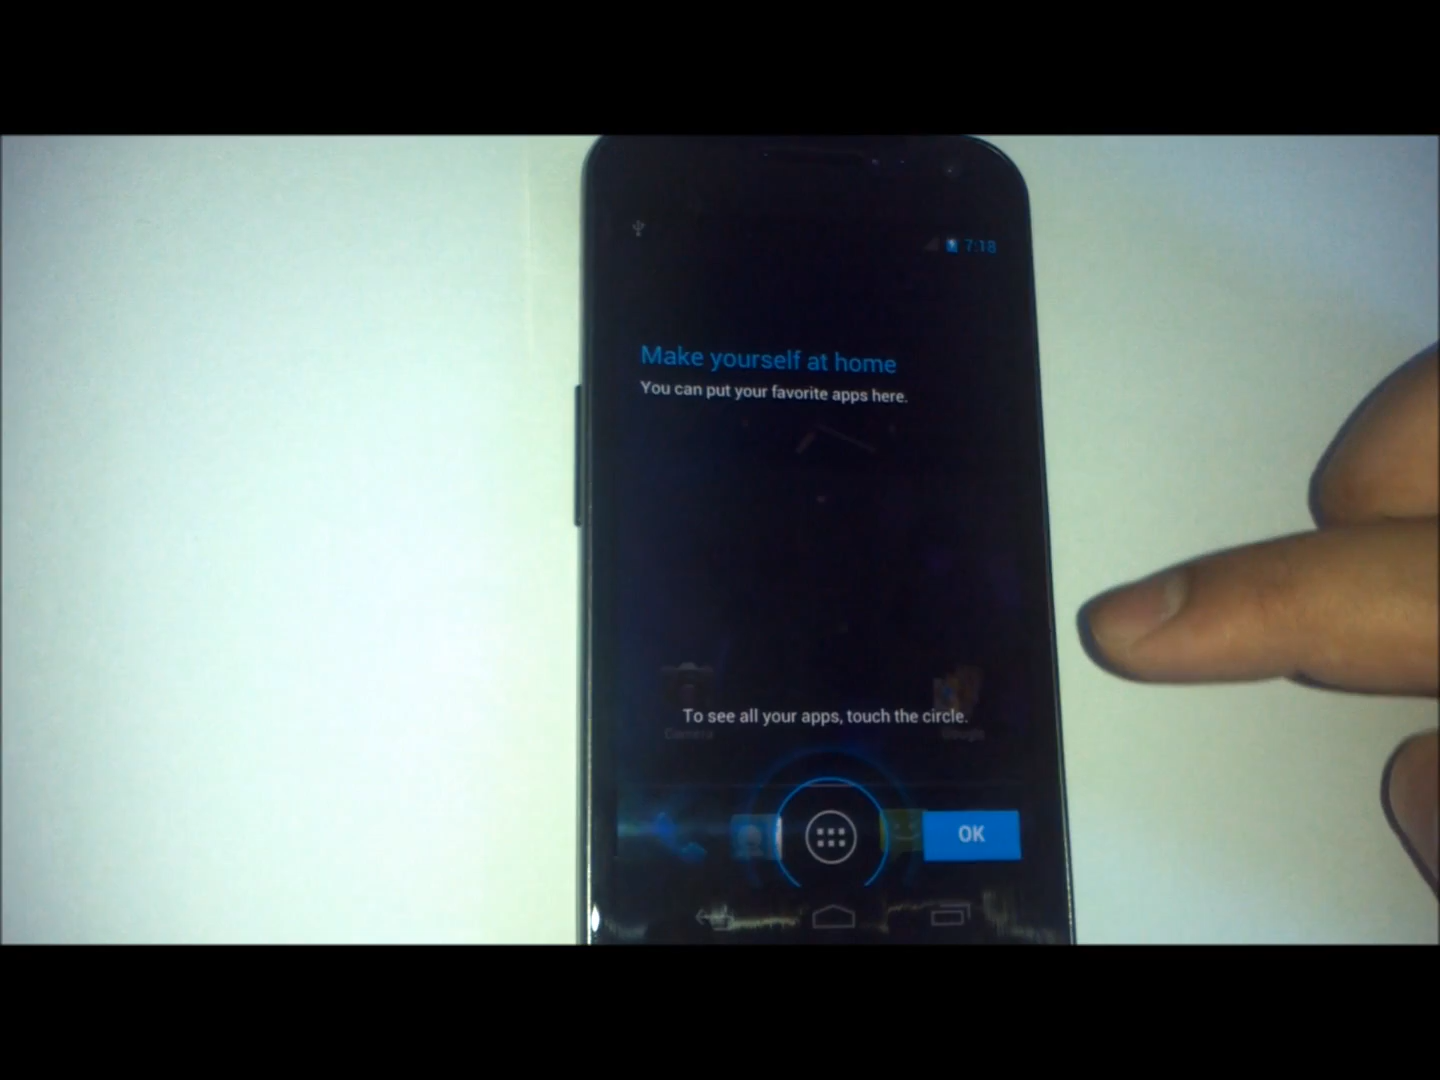 7:18
Make yourself at home
You can put your favorite apps here.
To see all your apps, touch the circle.
Camera
Google
OK